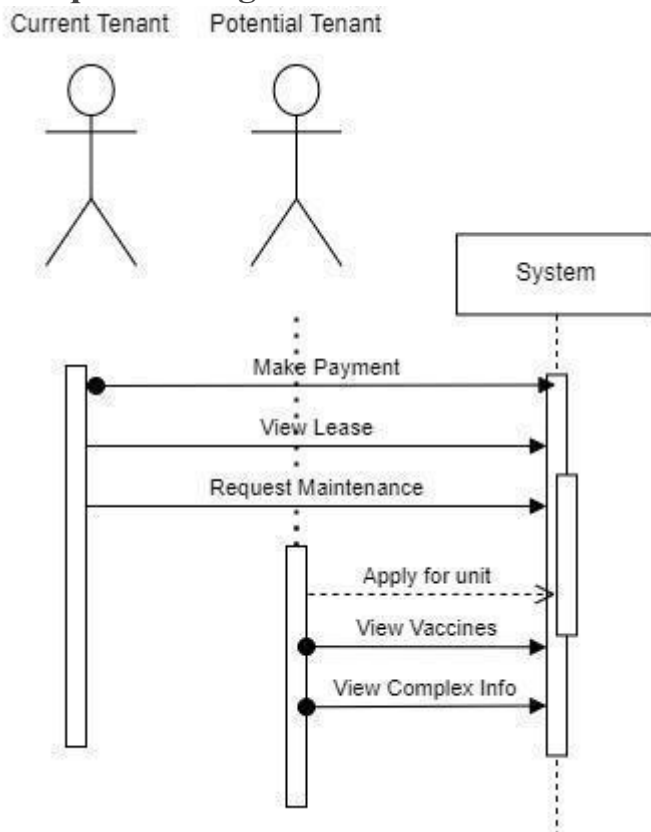 Current Tenant
Potential Tenant
System
Make Payment
View Lease
Request Maintenance
Apply for unit
View Vaccines
View Complex Info